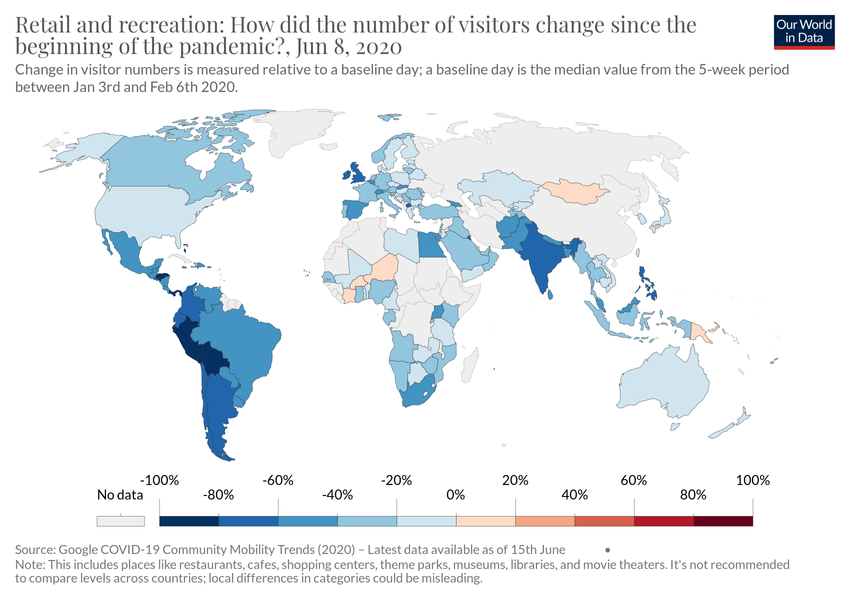 Retail and recreation: How did the number of visitors change since the
beginning of the pandemic?, Jun 8, 2020
Our World
in Data
Change in visitor numbers is measured relative to a baseline day; a baseline day is the median value from the 5-week period
between Jan 3rd and Feb 6th 2020.
-100% -60% -20% 20% 60% 100%
No data -80% -40% 0% 40% 80%
Source: Google COVID-19 Community Mobility Trends (2020) – Latest data available as of 15th June
Note: This includes places like restaurants, cafes, shopping centers, theme parks, museums, libraries, and movie theaters. It's not recommended
to compare levels across countries; local differences in categories could be misleading.